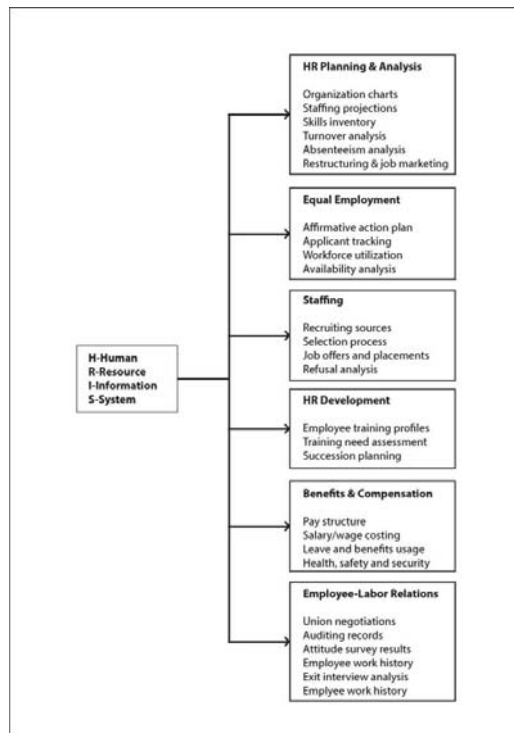 H-Human
R-Resource
I-Information
S-System
HR Planning & Analysis
Organization charts
Staffing projections
Skills inventory
Turnover analysis
Absenteeism analysis
Restructuring & job marketing
Equal Employment
Affirmative action plan
Applicant tracking
Workforce utilization
Availability analysis
Staffing
Recruiting sources
Selection process
Job offers and placements
Refusal analysis
HR Development
Employee training profiles
Training need assessment
Succession planning
Benefits & Compensation
Pay structure
Salary/wage costing
Leave and benefits usage
Health, safety and security
Employee-Labor Relations
Union negotiations
Auditing records
Attitude survey results
Employee work history
Exit interview analysis
Emplyee work history